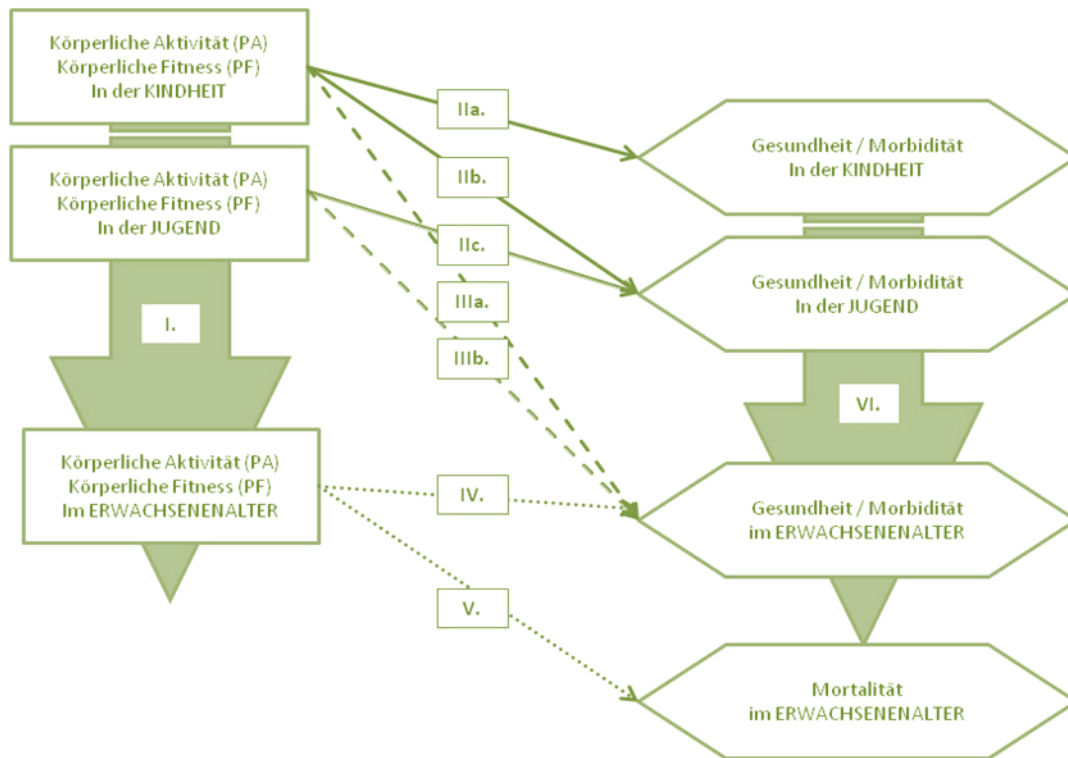 Körperliche Aktivität (PA)
Körperliche Fitness (PF)
In der KINDHEIT
Körperliche Aktivität (PA)
Körperliche Fitness (PF)
In der JUGEND
I.
Körperliche Aktivität (PA)
Körperliche Fitness (PF)
Im ERWACHSENENALTER
IIa.
IIb.
IIc.
IIIa.
IIIb.
IV.
V.
Gesundheit / Morbidität
In der KINDHEIT
Gesundheit / Morbidität
In der JUGEND
VI.
Gesundheit / Morbidität
im ERWACHSENENALTER
Mortalität
im ERWACHSENENALTER